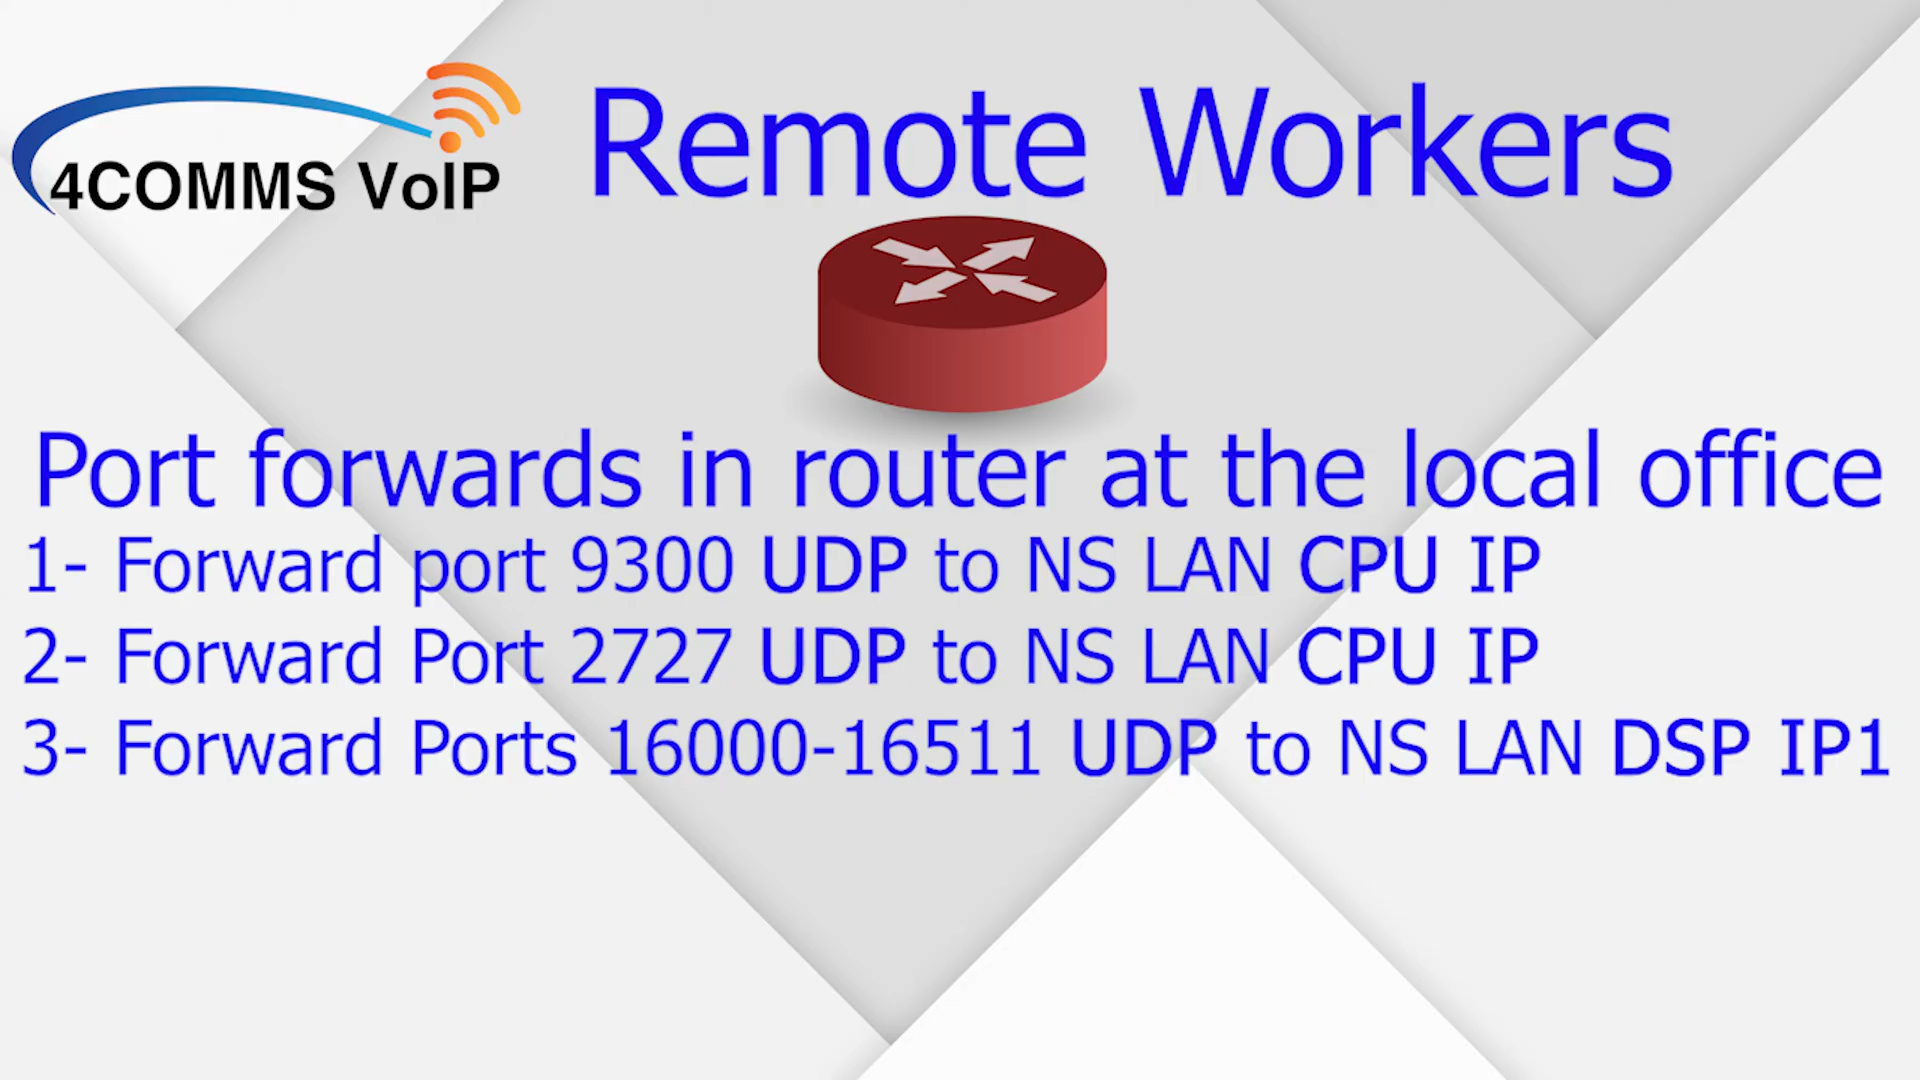 4COMMS VoIP
Remote Workers
Port forwards in router at the local office
1- Forward port 9300 UDP to NS LAN CPU IP
2- Forward Port 2727 UDP to NS LAN CPU IP
3- Forward Ports 16000-16511 UDP to NS LAN DSP IP1